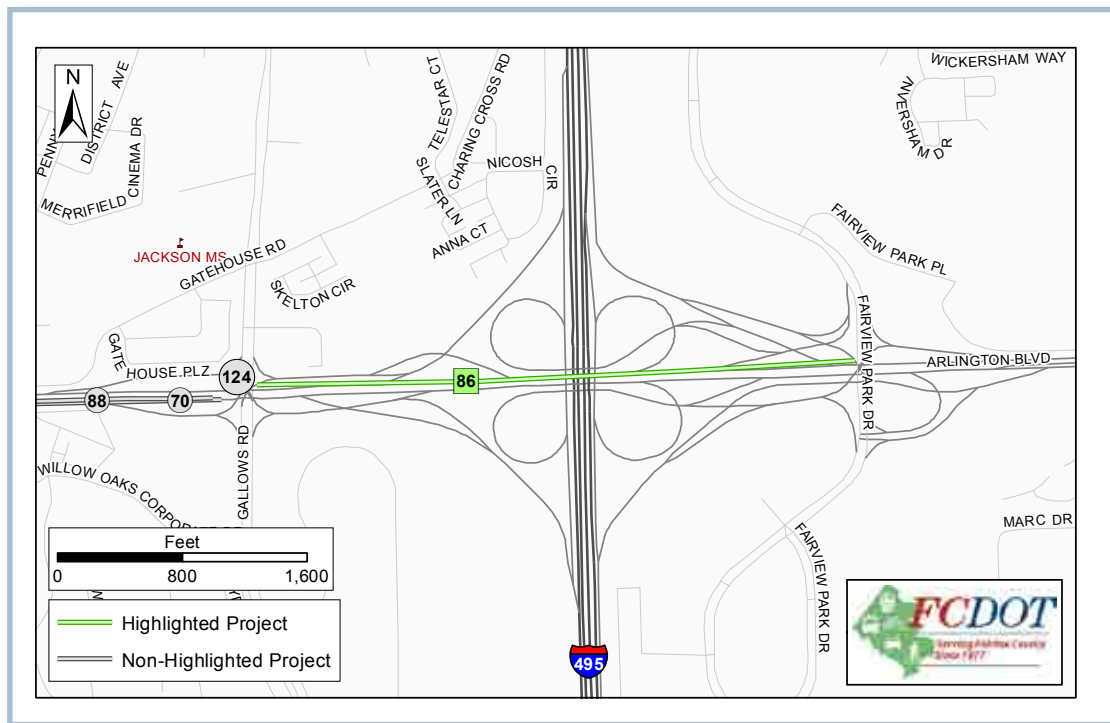 N
PENNY
DISTRICT AVE
CINEMA DR
MERRIFIELD
JACKSON MS
GATEHOUSE RD
SKELTON CIR
TELESTAR CT
CHARING CROSS RD
SLATER LN
NICOSH CIR
ANNA CT
WICKERSHAM WAY
INVERSHAM DR
FAIRVIEW PARK PL
FAIRVIEW PARK DR
ARLINGTON BLVD
GATE
HOUSE PLZ
124
86
88
70
GALLOWS RD
WILLOW OAKS CORPORATE
FAIRVIEW PARK DR
MARC DR
Feet
0 800 1,600
Highlighted Project
Non-Highlighted Project
495
FCDOT
Serving Fairfax County
Since 1977